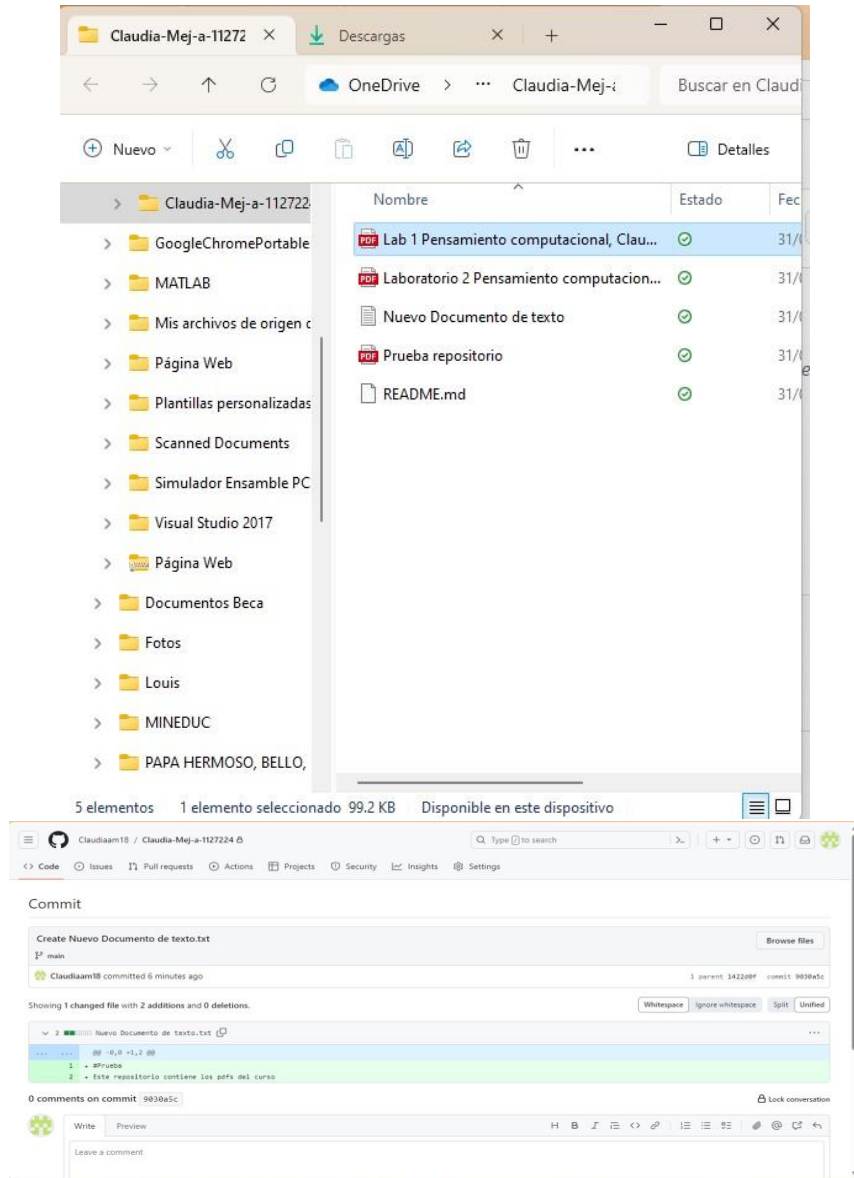 Claudia-Mej-a-11272
Descargas
OneDrive > ... Claudia-Mej-a
Buscar en Claudi
Nuevo
Detalles
Claudia-Mej-a-112722
GoogleChromePortable
MATLAB
Mis archivos de origen
Página Web
Plantillas personalizadas
Scanned Documents
Simulador Ensamble PC
Visual Studio 2017
Página Web
Documentos Beca
Fotos
Louis
MINEDUC
PAPA HERMOSO, BELLO,
Nombre Estado Fec
Lab 1 Pensamiento computacional, Clau... 31/
Laboratorio 2 Pensamiento computacion... 31/
Nuevo Documento de texto 31/
Prueba repositorio 31/
README.md 31/
5 elementos 1 elemento seleccionado 99.2 KB Disponible en este dispositivo
Claudiaam18 / Claudia-Mej-a-1127224
Type / to search
<> Code Issues Pull requests Actions Projects Security Insights Settings
Commit
Create Nuevo Documento de texto.txt
Browse files
main
Claudiaam18 committed 6 minutes ago
1 parent 1422d0f commit 9030a5c
Showing 1 changed file with 2 additions and 0 deletions.
Whitespace Ignore whitespace Split Unified
2 Nuevo Documento de texto.txt ...
... ... @@ -0,0 +1,2 @@
1 + #Prueba
2 + Este repositorio contiene los pdfs del curso
0 comments on commit 9030a5c
Lock conversation
Write Preview
H B I
Leave a comment